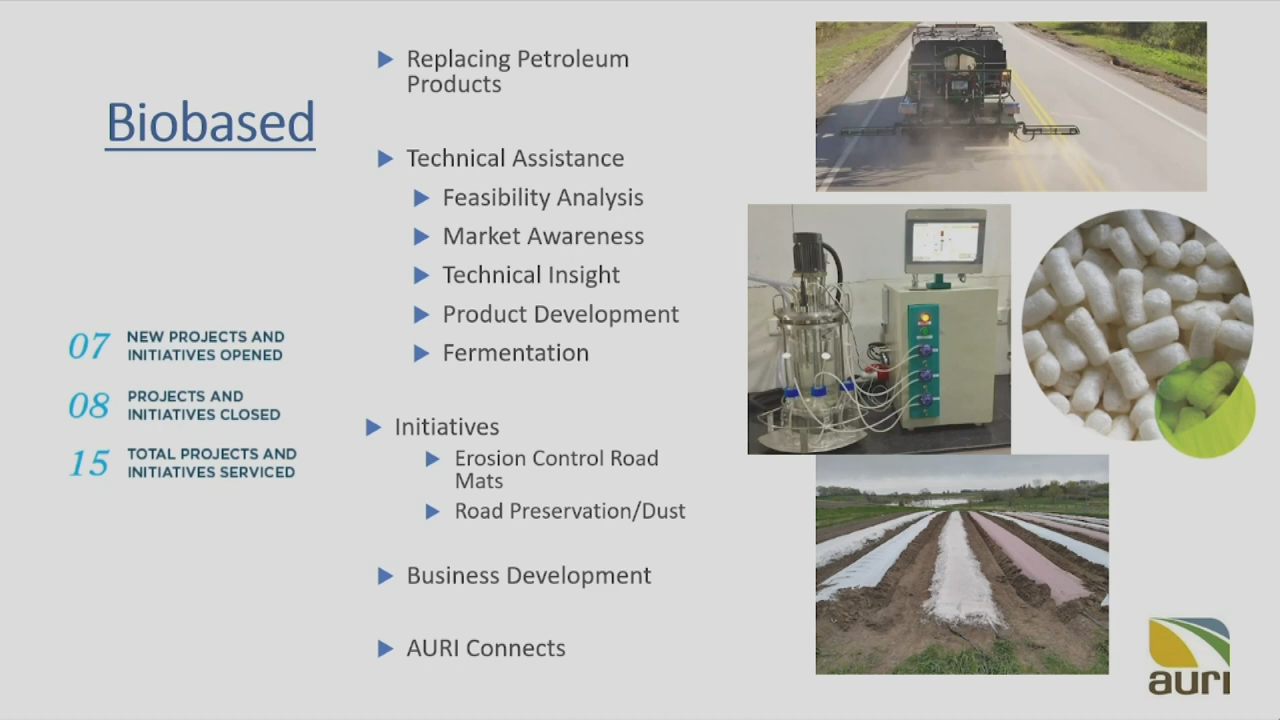 Biobased
07 NEW PROJECTS AND
INITIATIVES OPENED
08 PROJECTS AND
INITIATIVES CLOSED
15 TOTAL PROJECTS AND
INITIATIVES SERVICED
Replacing Petroleum
Products
Technical Assistance
Feasibility Analysis
Market Awareness
Technical Insight
Product Development
Fermentation
Initiatives
Erosion Control Road
Mats
Road Preservation/Dust
Business Development
AURI Connects
auri